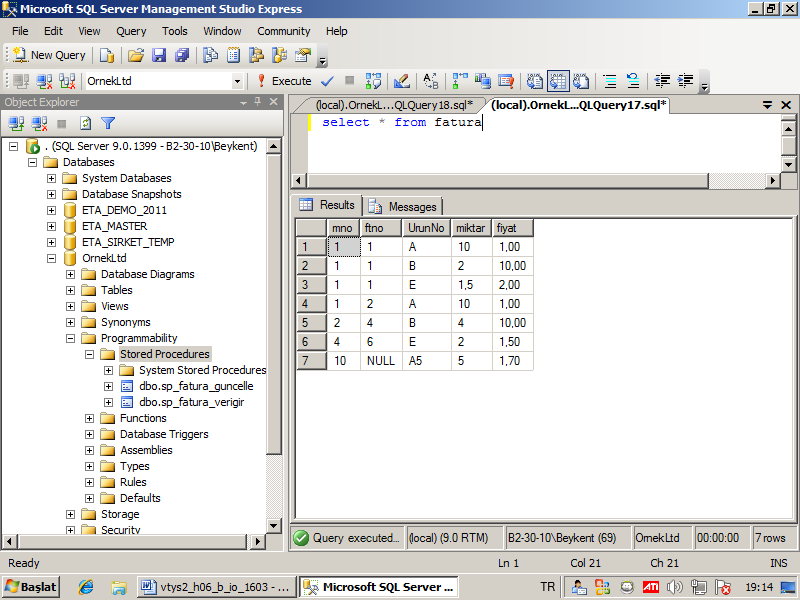 Microsoft SQL Server Management Studio Express
File Edit View Query Tools Window Community Help
New Query
OrnekLtd Execute
Object Explorer
. (SQL Server 9.0.1399 - B2-30-10\Beykent)
Databases
System Databases
Database Snapshots
ETA_DEMO_2011
ETA_MASTER
ETA_SIRKET_TEMP
OrnekLtd
Database Diagrams
Tables
Views
Synonyms
Programmability
Stored Procedures
System Stored Procedures
dbo.sp_fatura_guncelle
dbo.sp_fatura_verigir
Functions
Database Triggers
Assemblies
Types
Rules
Defaults
Storage
Security
(local).OrnekL...QLQuery18.sql* (local).OrnekL...QLQuery17.sql*
select * from fatura
Results Messages
mno ftno UrunNo miktar fiyat
1 1 1 A 10 1,00
2 1 1 B 2 10,00
3 1 1 E 1,5 2,00
4 1 2 A 10 1,00
5 2 4 B 4 10,00
6 4 6 E 2 1,50
7 10 NULL A5 5 1,70
Query executed... (local) (9.0 RTM) B2-30-10\Beykent (69) OrnekLtd 00:00:00 7 rows
Ready Ln 1 Col 21 Ch 21 INS
Başlat vtys2_h06_b_io_1603 - ... Microsoft SQL Server ... TR ATI 19:14